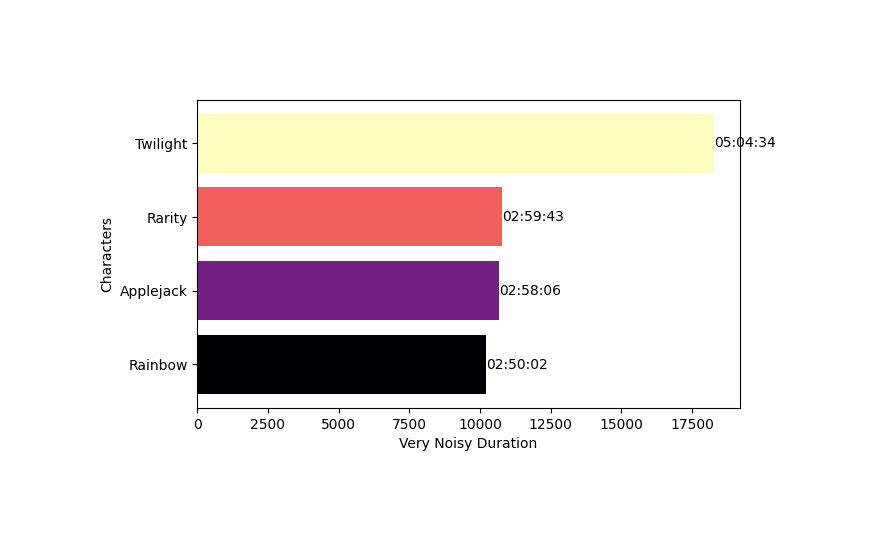 Twilight
05:04:34
Rarity
02:59:43
Applejack
02:58:06
Rainbow
02:50:02
Characters
0 2500 5000 7500 10000 12500 15000 17500
Very Noisy Duration